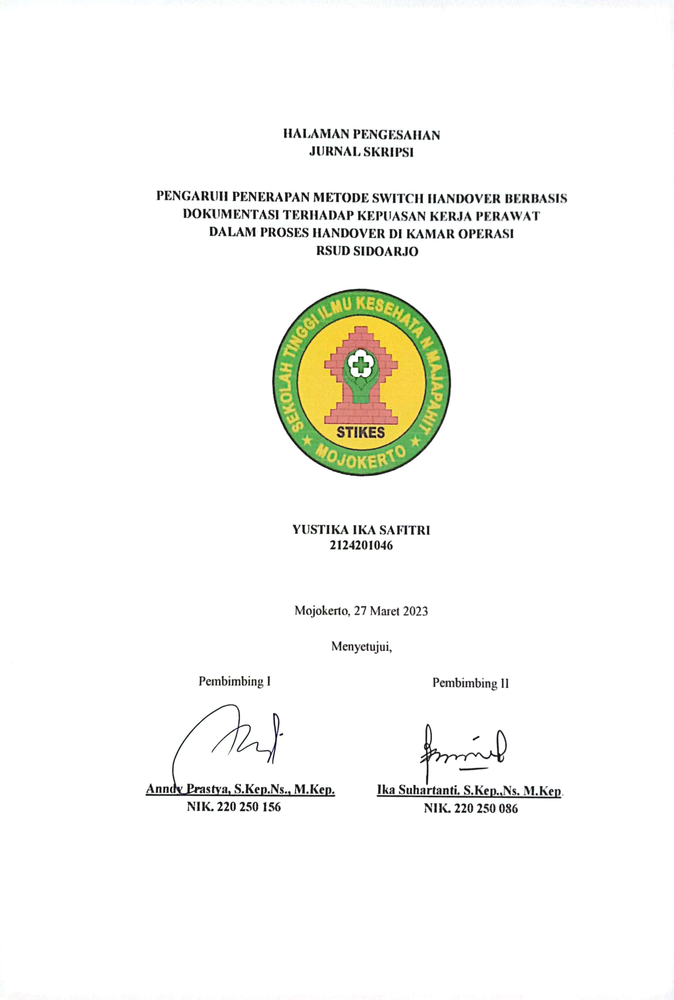 HALAMAN PENGESAHAN
JURNAL SKRIPSI
PENGARUH PENERAPAN METODE SWITCH HANDOVER BERBASIS
DOKUMENTASI TERHADAP KEPUASAN KERJA PERAWAT
DALAM PROSES HANDOVER DI KAMAR OPERASI
RSUD SIDOARJO
SEKOLAH TINGGI ILMU KESEHATA N MAJAPAHIT
STIKES
MOJOKERTO
YUSTIKA IKA SAFITRI
2124201046
Mojokerto, 27 Maret 2023
Menyetujui,
Pembimbing I
Pembimbing II
Anndy Prastya, S.Kep.Ns., M.Kep.
Ika Suhartanti. S.Kep.,Ns. M.Kep.
NIK. 220 250 156
NIK. 220 250 086